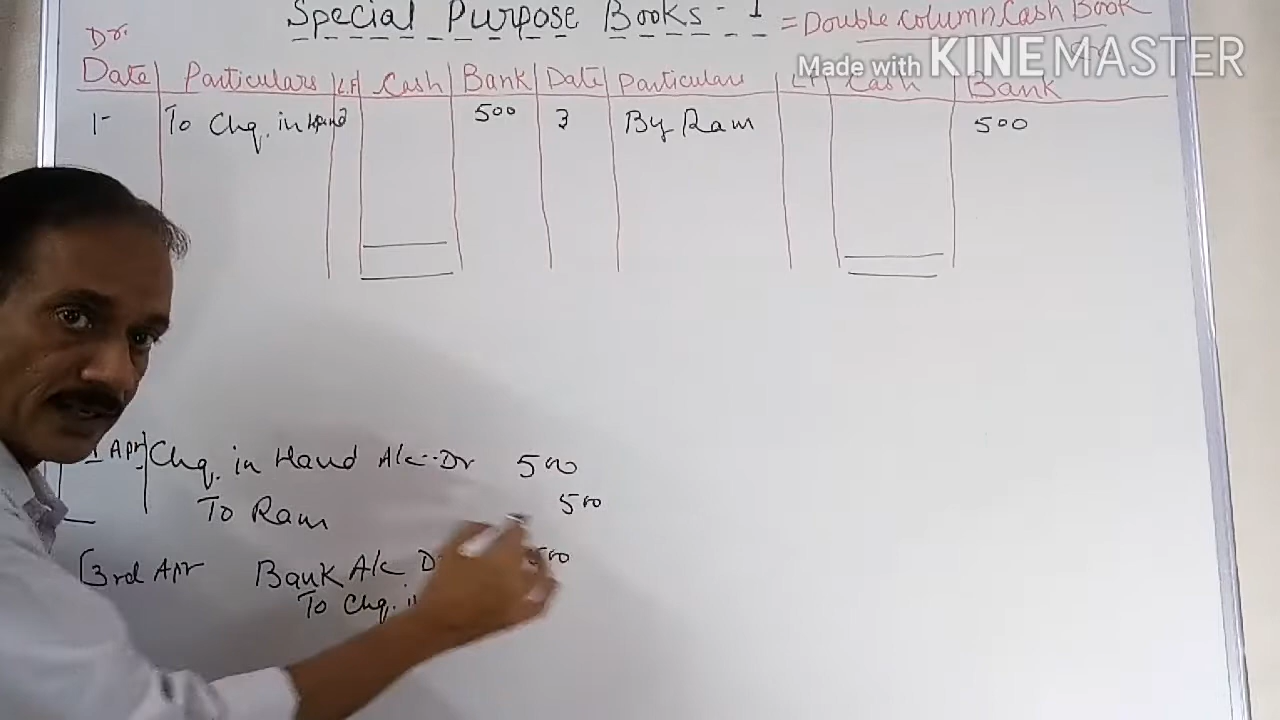 Special Purpose Books - I = Double column Cash Book
Dr.
Made with KINEMASTER
Date Particulars L.F Cash Bank Date Particulars L.F Cash Bank
1- To Chq. in Hand 500 3 By Ram 500
1 Apr Chq. in Hand A/c - Dr 500
To Ram 500
3rd Apr Bank A/c D 500
To Chq.